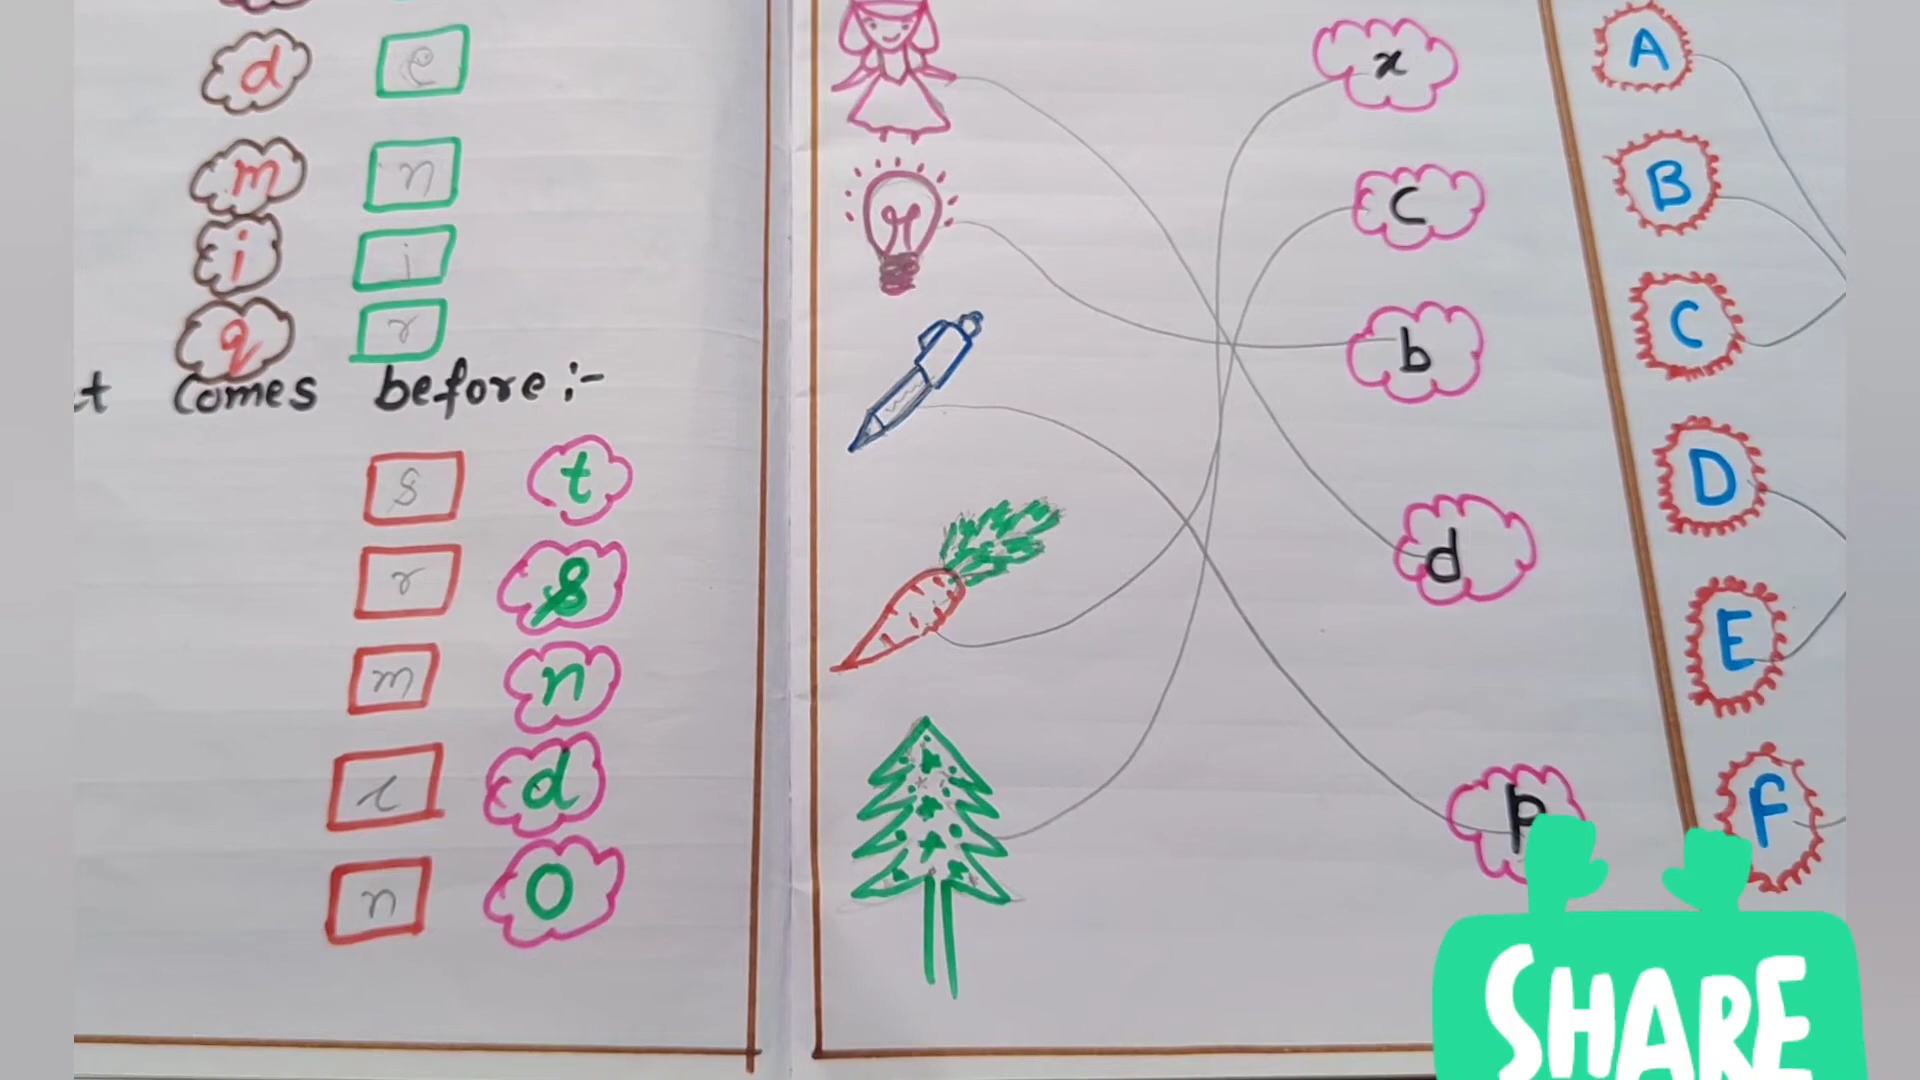 d e
m n
i j
q r
t comes before :-
s t
r s
m n
c d
n o
x
c
b
d
p
A
B
C
D
E
F
SHARE